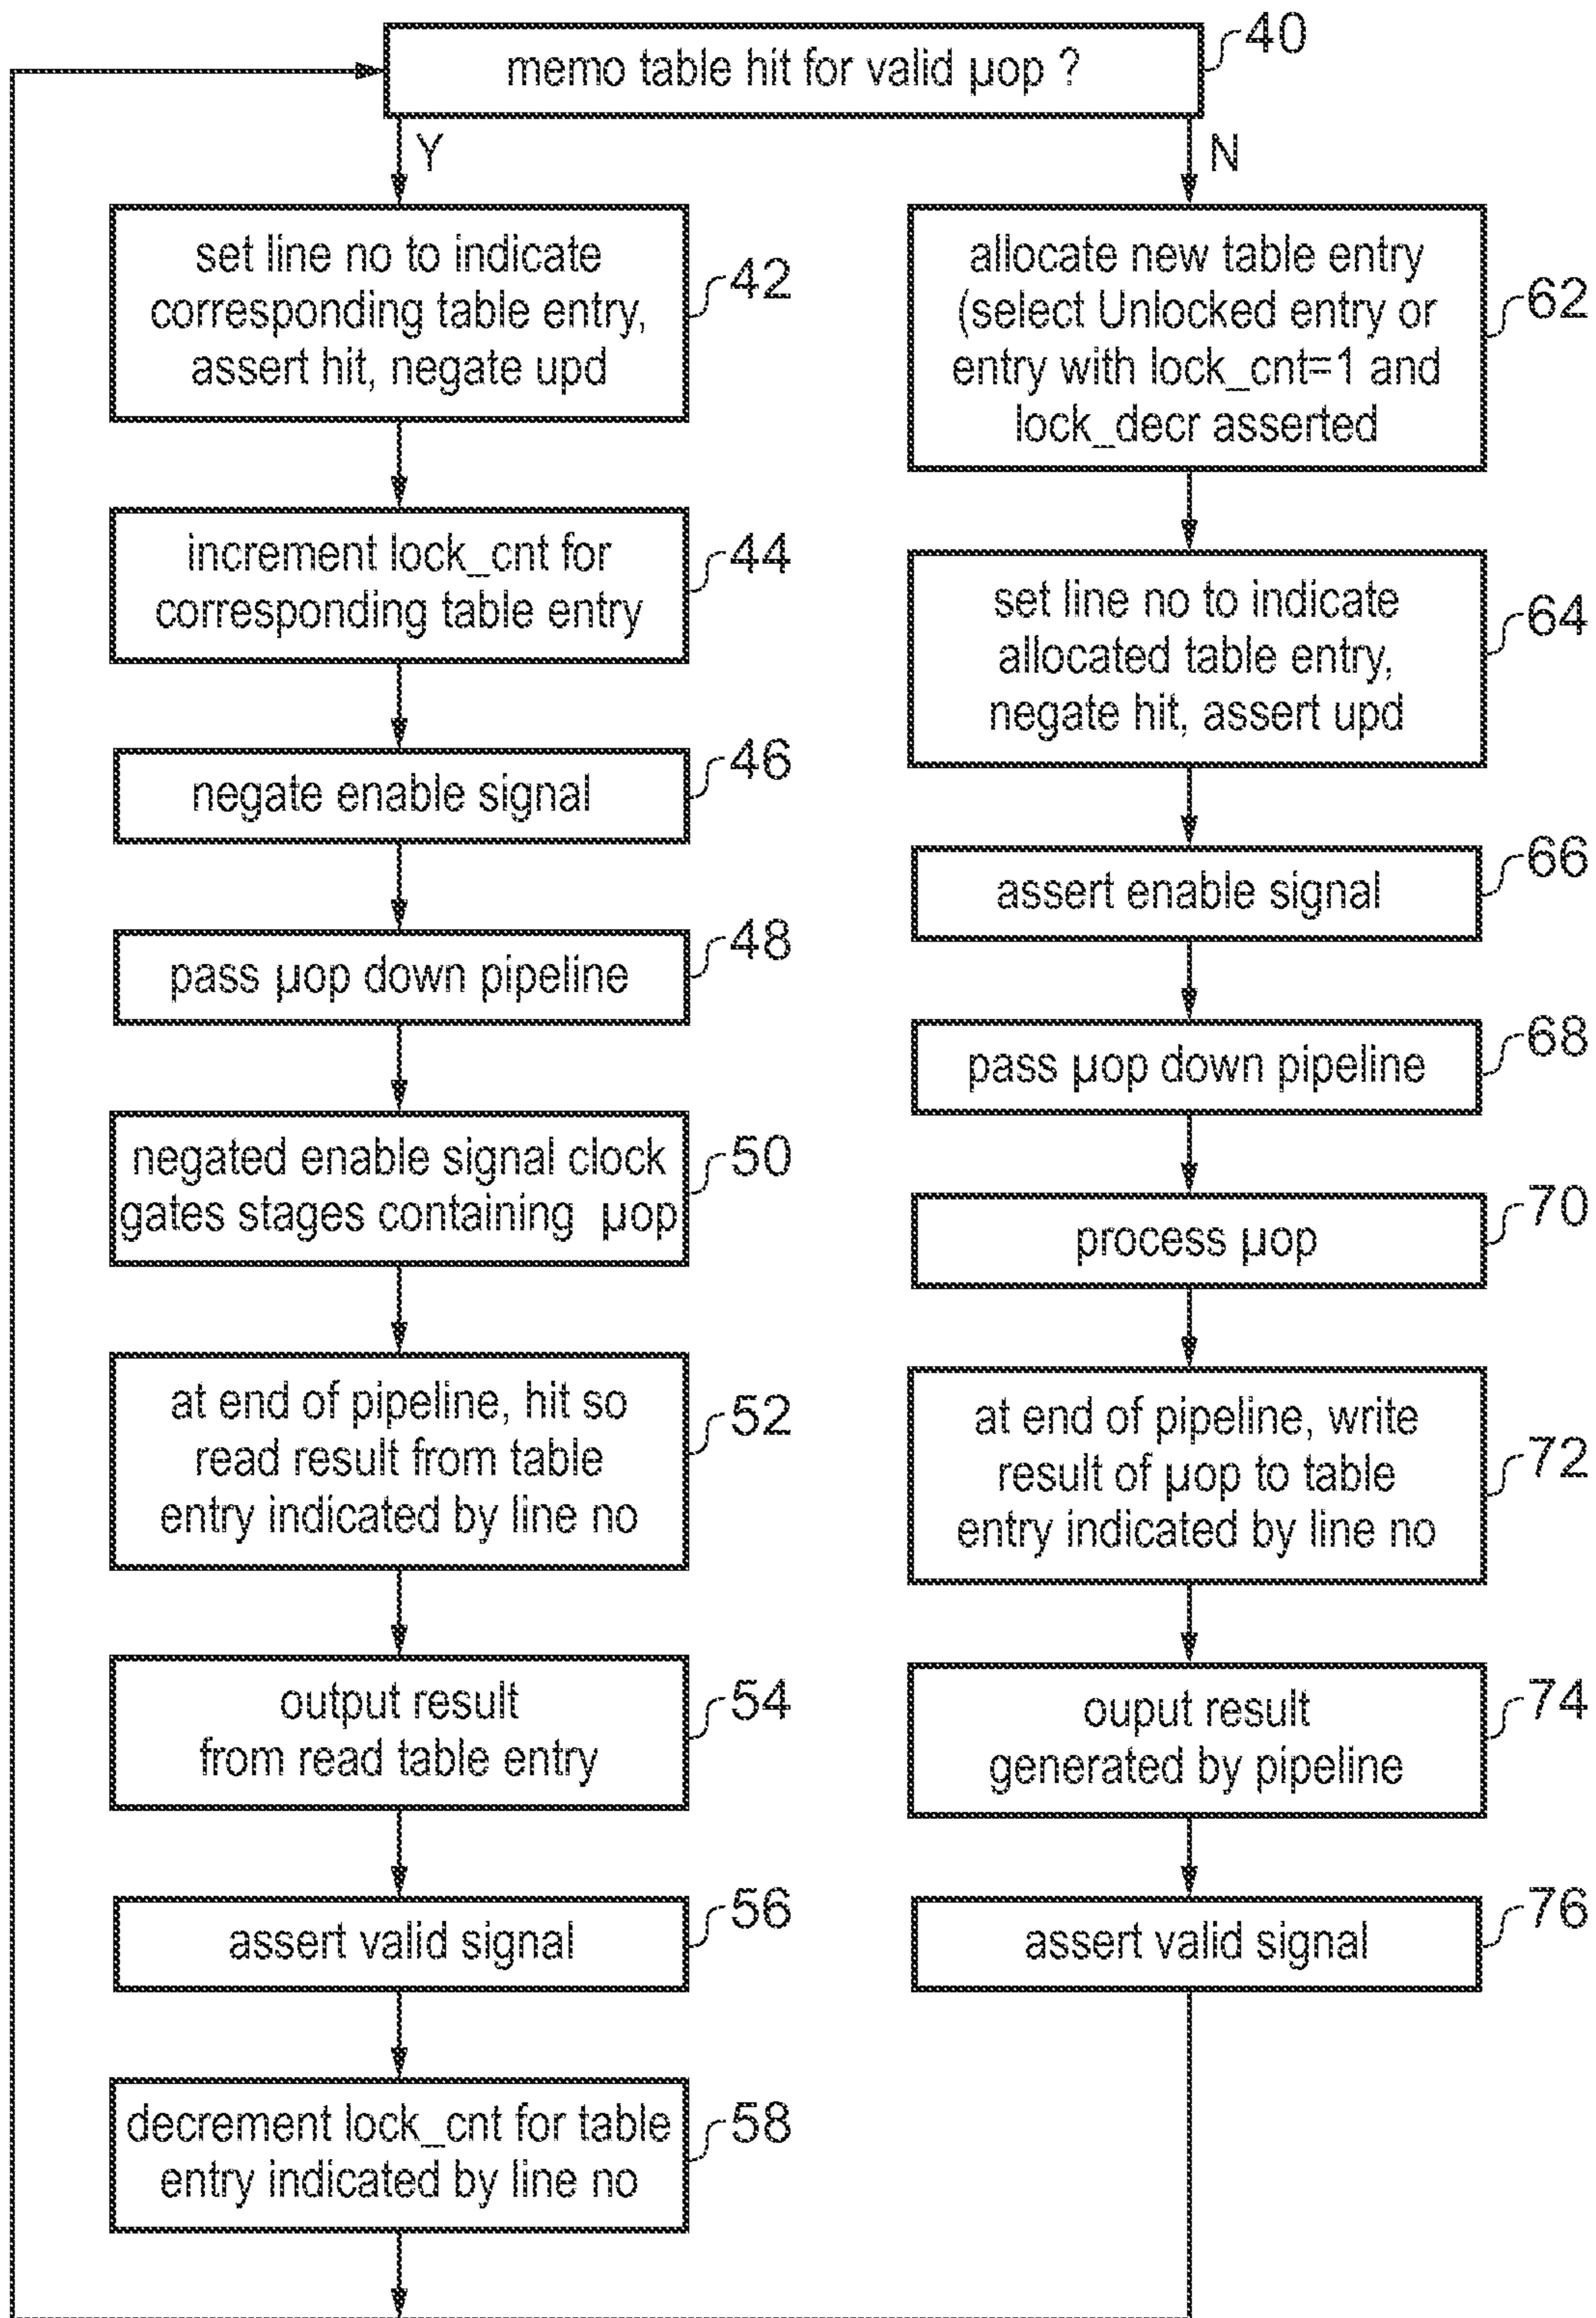 memo table hit for valid µop ?
40
Y
N
set line no to indicate
corresponding table entry,
assert hit, negate upd
42
increment lock_cnt for
corresponding table entry
44
negate enable signal
46
pass µop down pipeline
48
negated enable signal clock
gates stages containing µop
50
at end of pipeline, hit so
read result from table
entry indicated by line no
52
output result
from read table entry
54
assert valid signal
56
decrement lock_cnt for table
entry indicated by line no
58
allocate new table entry
(select Unlocked entry or
entry with lock_cnt=1 and
lock_decr asserted
62
set line no to indicate
allocated table entry,
negate hit, assert upd
64
assert enable signal
66
pass µop down pipeline
68
process µop
70
at end of pipeline, write
result of µop to table
entry indicated by line no
72
ouput result
generated by pipeline
74
assert valid signal
76